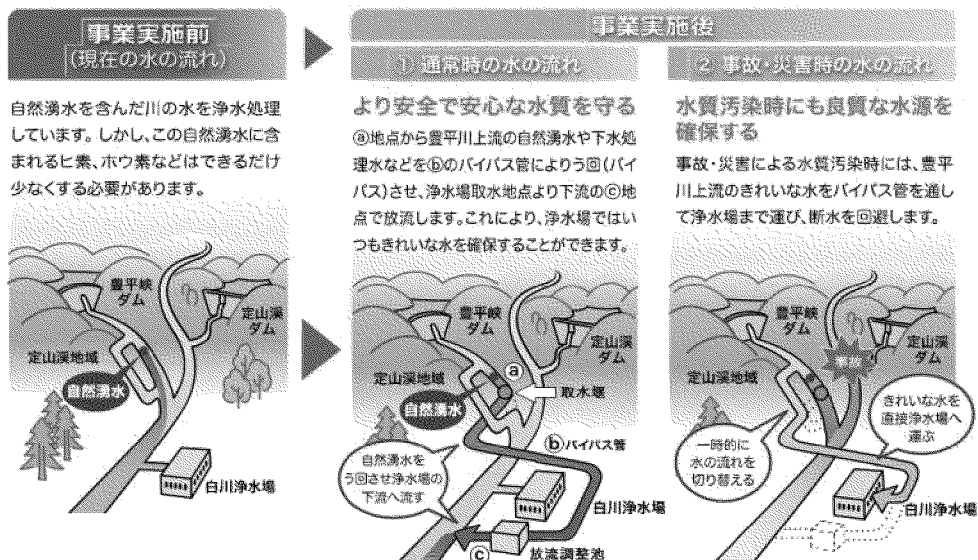 事業実施前
(現在の水の流れ)
自然湧水を含んだ川の水を浄水処理
しています。しかし、この自然湧水に含
まれるヒ素、ホウ素などはできるだけ
少なくする必要があります。
豊平峡
ダム
定山渓
ダム
定山渓地域
自然湧水
白川浄水場
事業実施後
① 通常時の水の流れ
より安全で安心な水質を守る
ⓐ地点から豊平川上流の自然湧水や下水処
理水などをⓑのバイパス管によりう回(バイ
パス)させ、浄水場取水地点より下流のⓒ地
点で放流します。これにより、浄水場ではい
つもきれいな水を確保することができます。
豊平峡
ダム
定山渓
ダム
定山渓地域
ⓐ
自然湧水
取水堰
ⓑバイパス管
自然湧水を
う回させ浄水場の
下流へ流す
白川浄水場
ⓒ
放流調整池
② 事故・災害時の水の流れ
水質汚染時にも良質な水源を
確保する
事故・災害による水質汚染時には、豊平
川上流のきれいな水をバイパス管を通し
て浄水場まで運び、断水を回避します。
豊平峡
ダム
定山渓
ダム
事故
定山渓地域
きれいな水を
直接浄水場へ
運ぶ
一時的に
水の流れを
切り替える
白川浄水場